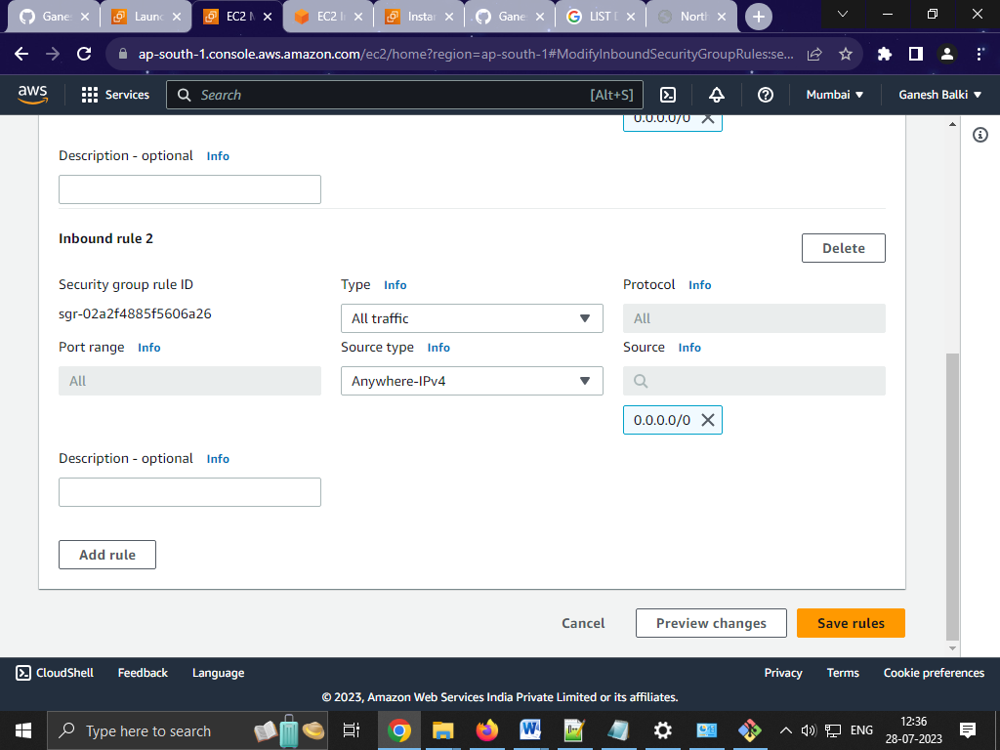 Ganes
Laun
EC2 M
EC2 I
Insta
Gane
LIST D
North
ap-south-1.console.aws.amazon.com/ec2/home?region=ap-south-1#ModifyInboundSecurityGroupRules:se...
aws
Services
Search
[Alt+S]
Mumbai
Ganesh Balki
0.0.0.0/0
Description - optional Info
Inbound rule 2
Delete
Security group rule ID
Type Info
Protocol Info
sgr-02a2f4885f5606a26
All traffic
All
Port range Info
Source type Info
Source Info
All
Anywhere-IPv4
0.0.0.0/0
Description - optional Info
Add rule
Cancel
Preview changes
Save rules
CloudShell
Feedback
Language
Privacy
Terms
Cookie preferences
© 2023, Amazon Web Services India Private Limited or its affiliates.
Type here to search
ENG
12:36
28-07-2023